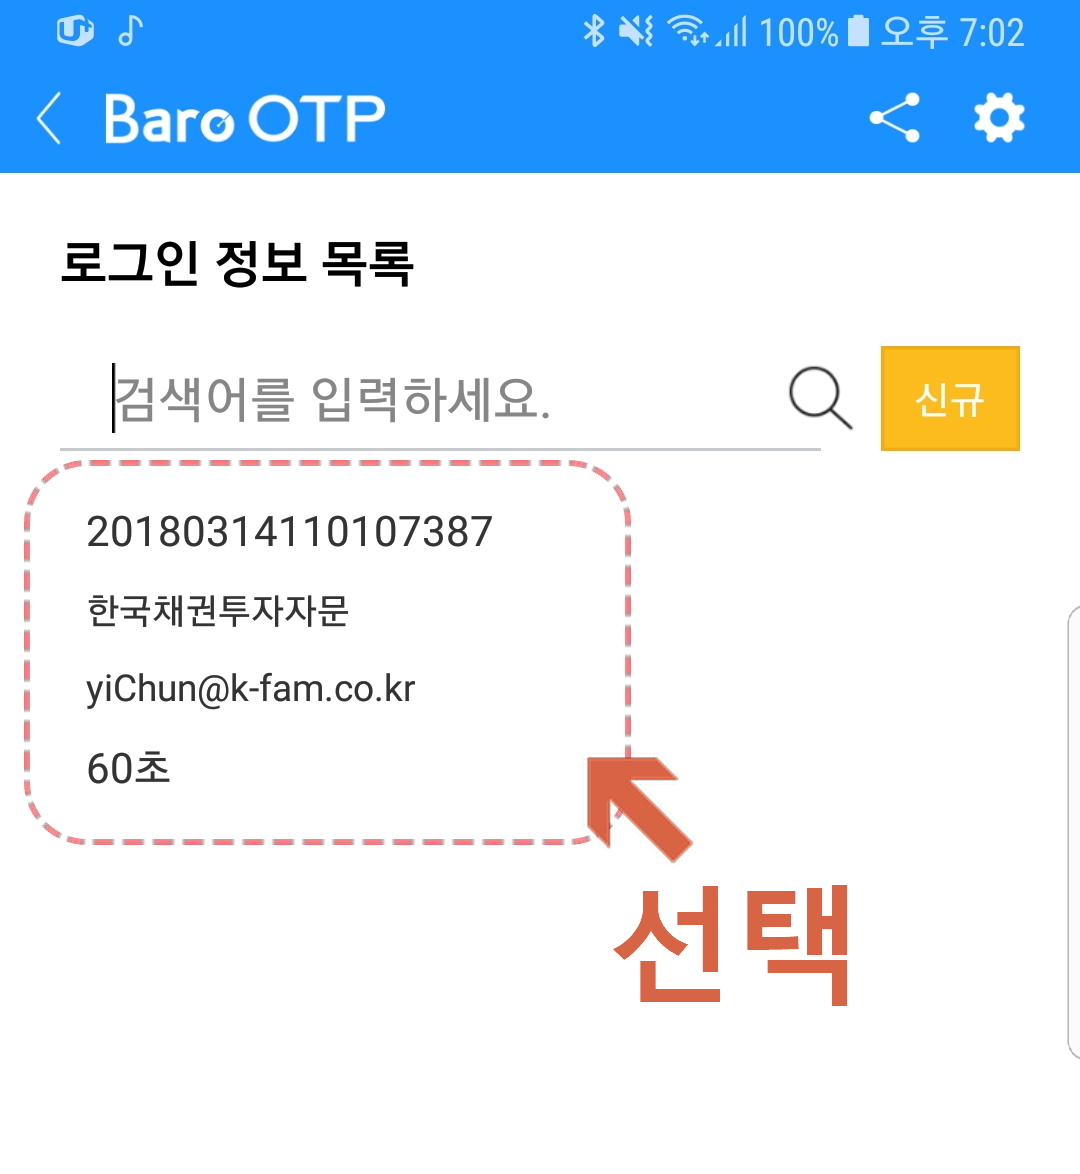 100% 오후 7:02
Baro OTP
로그인 정보 목록
검색어를 입력하세요.
신규
20180314110107387
한국채권투자자문
yiChun@k-fam.co.kr
60초
선택